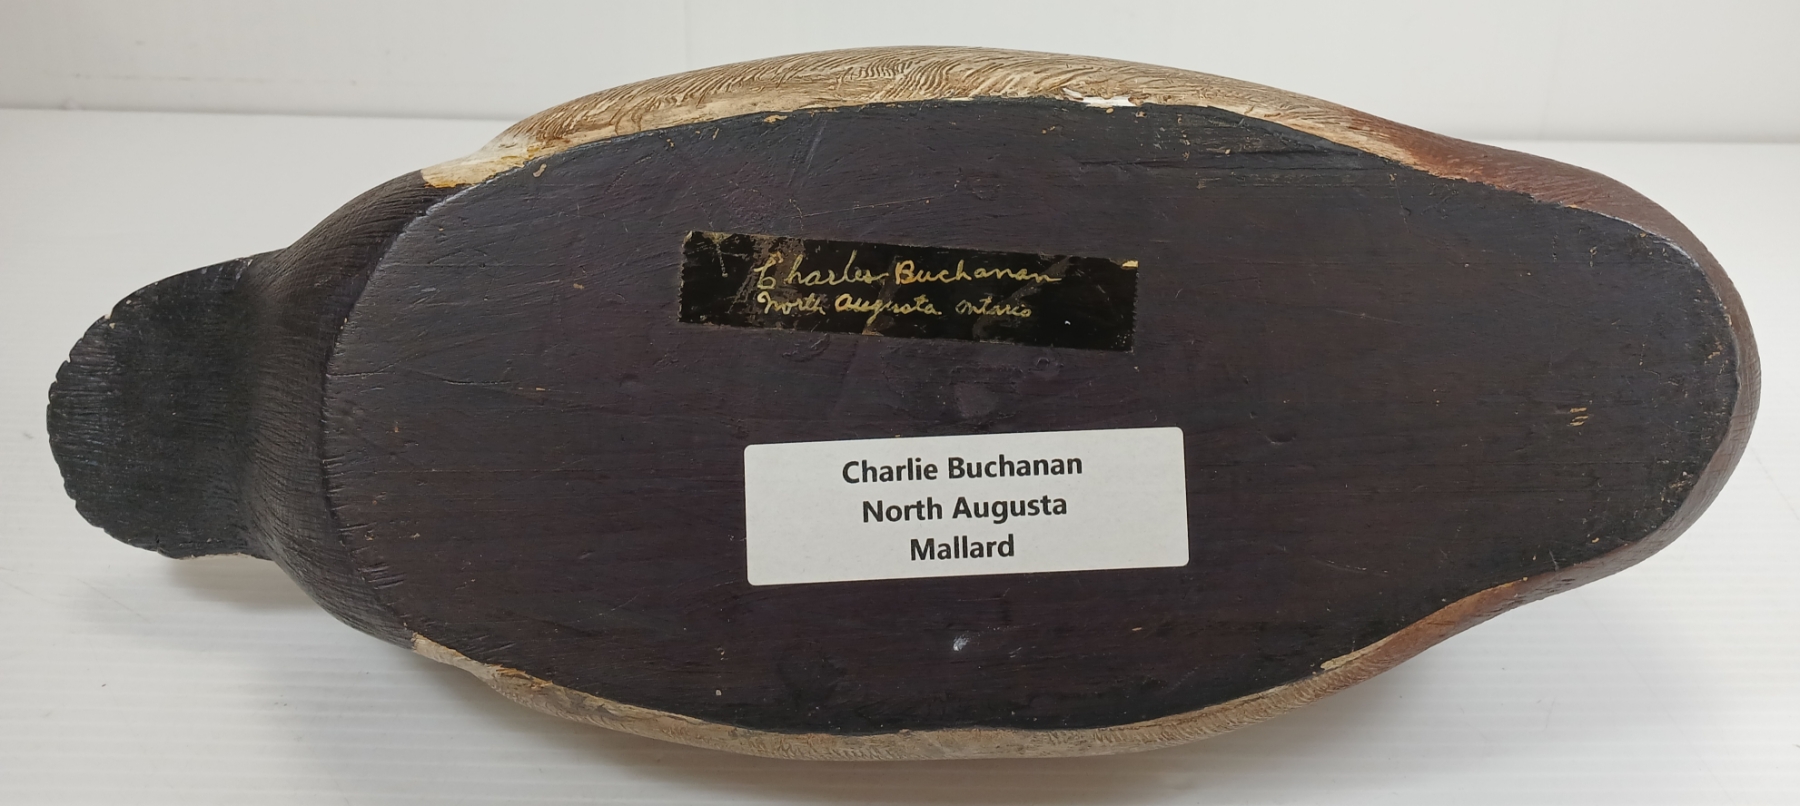 Charles Buchanan
North Augusta Ontario
Charlie Buchanan
North Augusta
Mallard